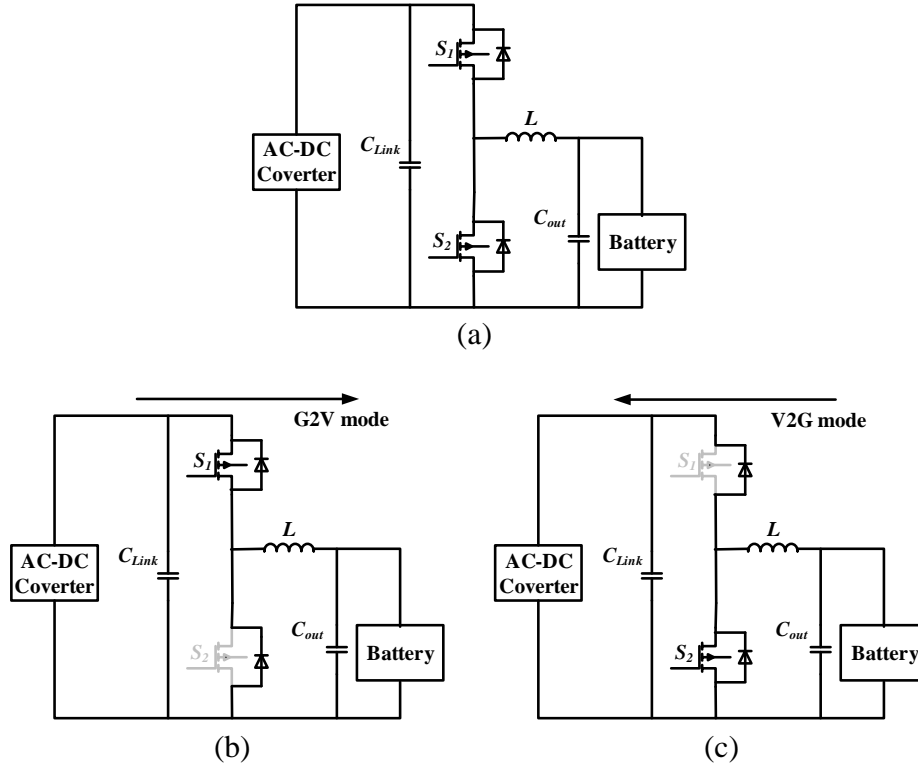 S1
L
AC-DC
Coverter
CLink
S2
Cout
Battery
(a)
G2V mode
S1
L
AC-DC
Coverter
CLink
S2
Cout
Battery
(b)
V2G mode
S1
L
AC-DC
Coverter
CLink
S2
Cout
Battery
(c)